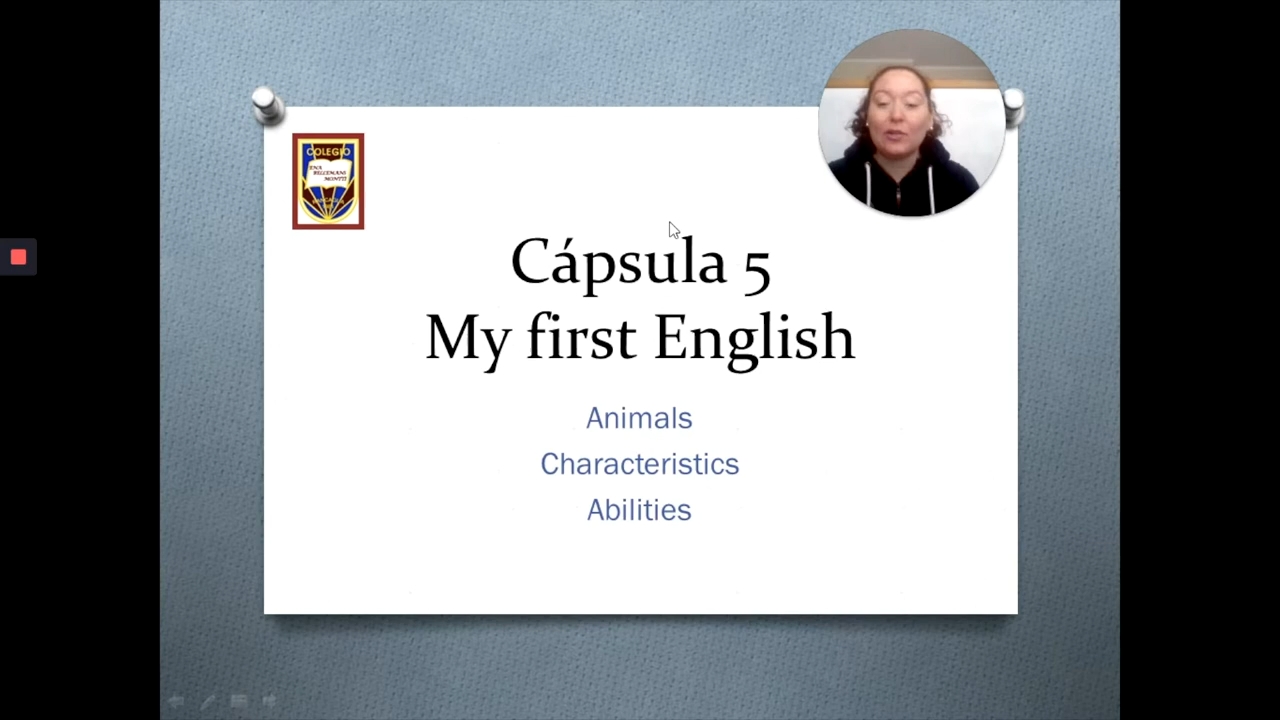 COLEGIO
Cápsula 5
My first English
Animals
Characteristics
Abilities